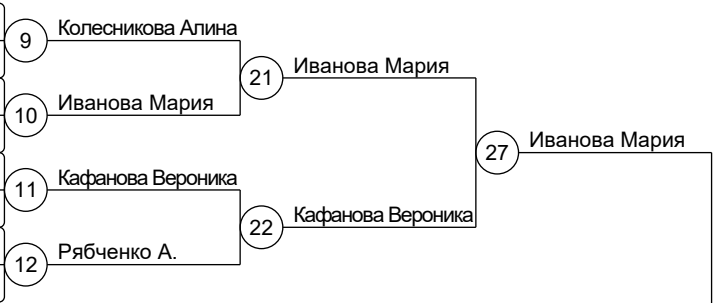 Колесникова Алина
9
Иванова Мария
21
Иванова Мария
10
Иванова Мария
27
Кафанова Вероника
11
Кафанова Вероника
22
Рябченко А.
12